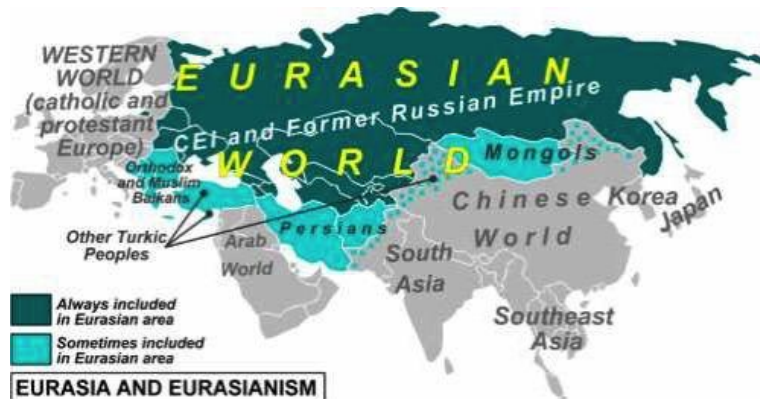 WESTERN
WORLD
(catholic and
protestant
Europe)
EURASIAN
CEI and Former Russian Empire
WORLD
Mongols
Orthodox
and Muslim
Balkans
Other Turkic
Peoples
Arab
World
Persians
South
Asia
Chinese
World
Korea
Japan
Southeast
Asia
Always included
in Eurasian area
Sometimes included
in Eurasian area
EURASIA AND EURASIANISM